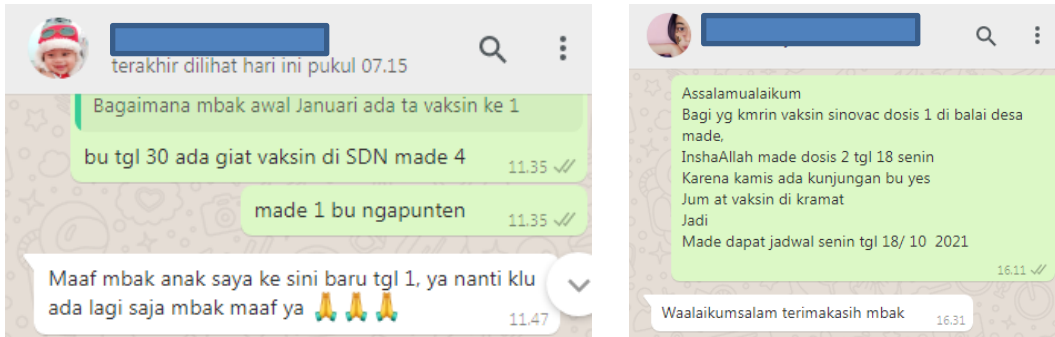 terakhir dilihat hari ini pukul 07.15
Bagaimana mbak awal Januari ada ta vaksin ke 1
bu tgl 30 ada giat vaksin di SDN made 4
11.35
made 1 bu ngapunten
11.35
Maaf mbak anak saya ke sini baru tgl 1, ya nanti klu
ada lagi saja mbak maaf ya 🙏🙏🙏
11.47
Assalamualaikum
Bagi yg kmrin vaksin sinovac dosis 1 di balai desa
made,
InshaAllah made dosis 2 tgl 18 senin
Karena kamis ada kunjungan bu yes
Jum at vaksin di kramat
Jadi
Made dapat jadwal senin tgl 18/ 10 2021
16.11
Waalaikumsalam terimakasih mbak
16.31